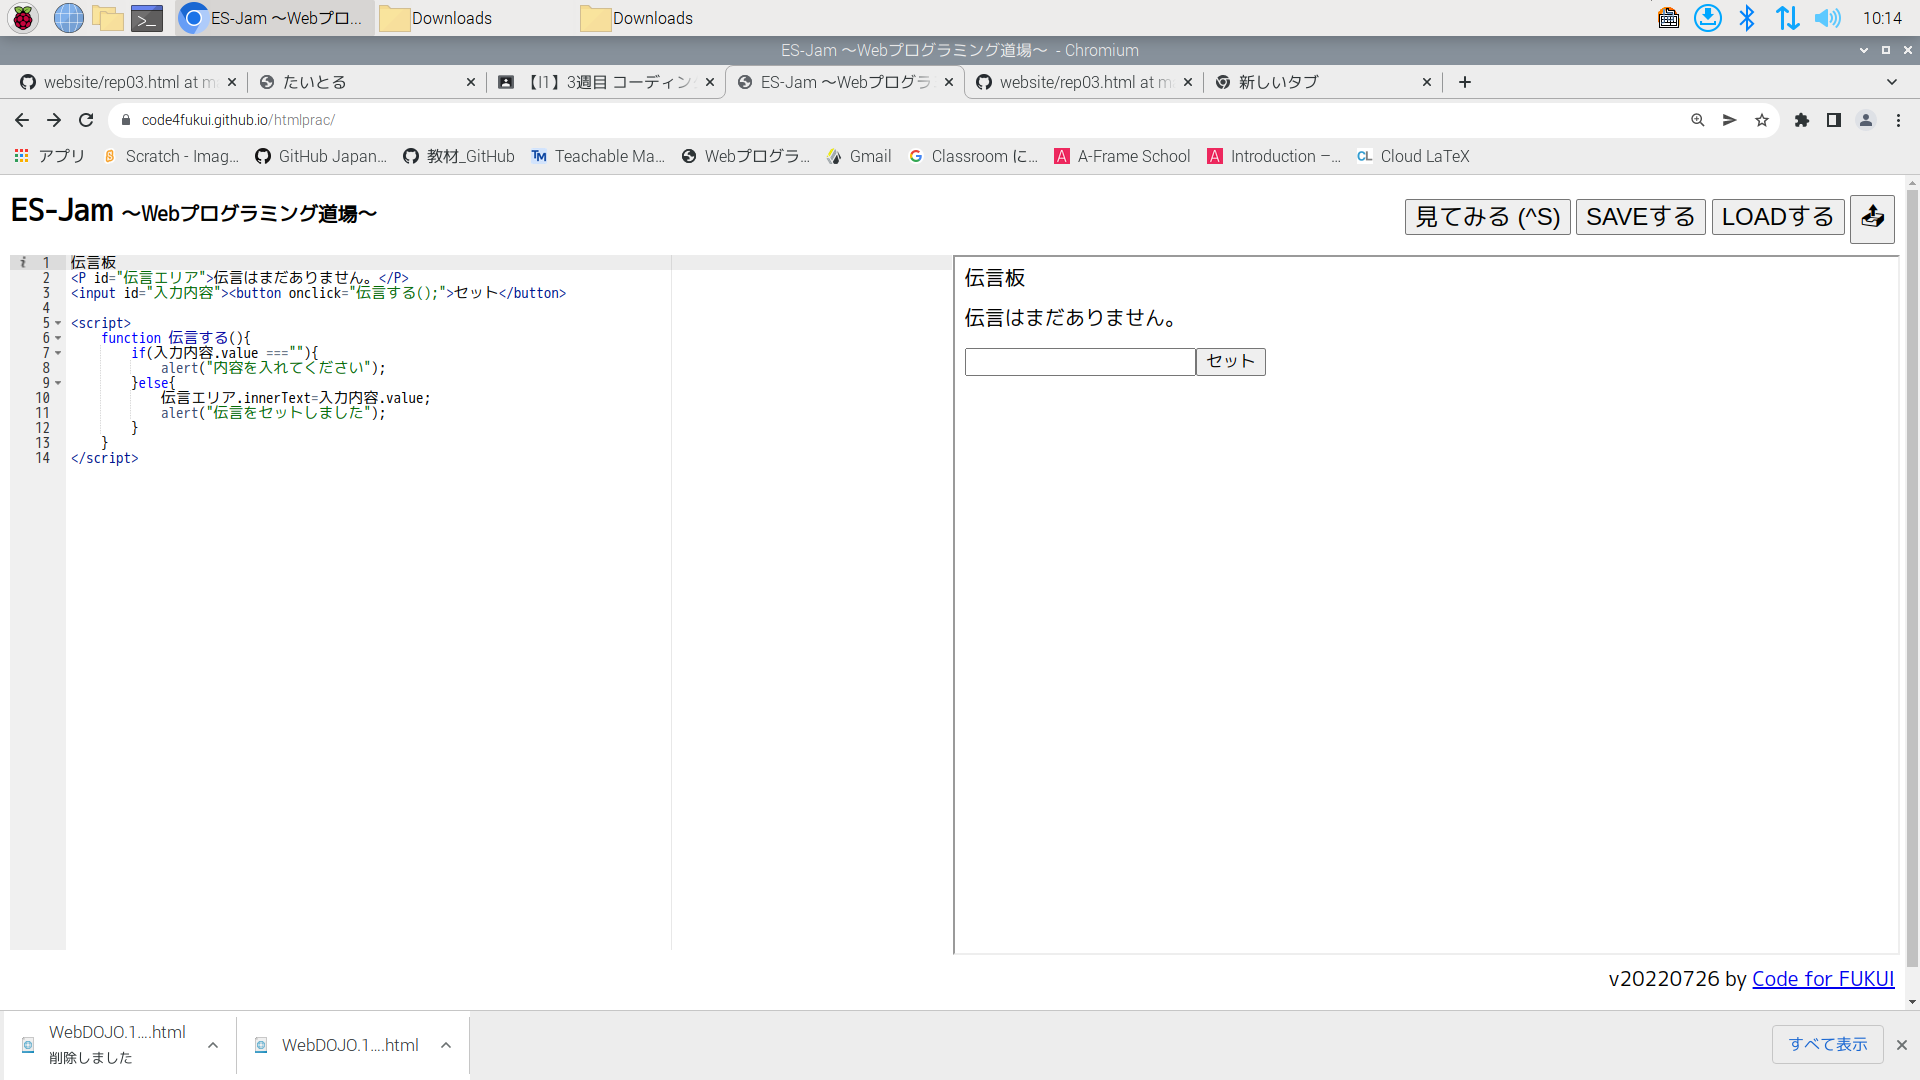 ES-Jam ～Webプロ...
Downloads
Downloads
10:14
ES-Jam ～Webプログラミング道場～ - Chromium
website/rep03.html at m
たいとる
【I1】3週目 コーディン
ES-Jam ～Webプログラ
website/rep03.html at m
新しいタブ
code4fukui.github.io/htmlprac/
アプリ
Scratch - Imag...
GitHub Japan...
教材_GitHub
TM Teachable Ma...
Webプログラ...
Gmail
G Classroom に...
A A-Frame School
A Introduction –...
CL Cloud LaTeX
ES-Jam ～Webプログラミング道場～
見てみる (^S)
SAVEする
LOADする
i 1 伝言板
2 <P id="伝言エリア">伝言はまだありません。</P>
3 <input id="入力内容"><button onclick="伝言する();">セット</button>
4
5 <script>
6 function 伝言する(){
7 if(入力内容.value ===""){
8 alert("内容を入れてください");
9 }else{
10 伝言エリア.innerText=入力内容.value;
11 alert("伝言をセットしました");
12 }
13 }
14 </script>
伝言板
伝言はまだありません。
セット
v20220726 by Code for FUKUI
WebDOJO.1....html
削除しました
WebDOJO.1....html
すべて表示